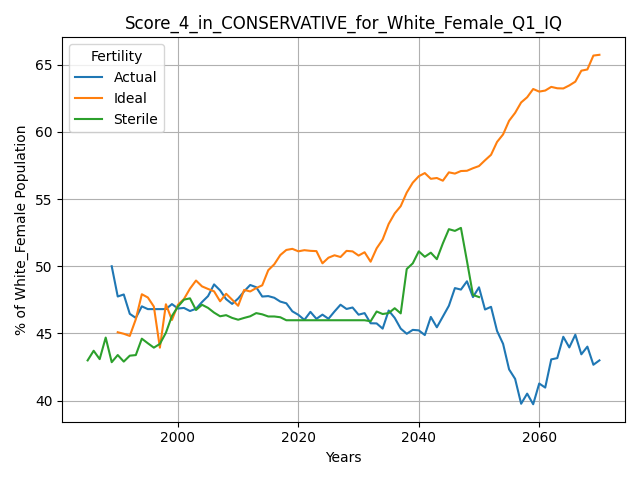 Score_4_in_CONSERVATIVE_for_White_Female_Q1_IQ
Fertility
Actual
Ideal
Sterile
% of White_Female Population
65
60
55
50
45
40
2000
2020
2040
2060
Years